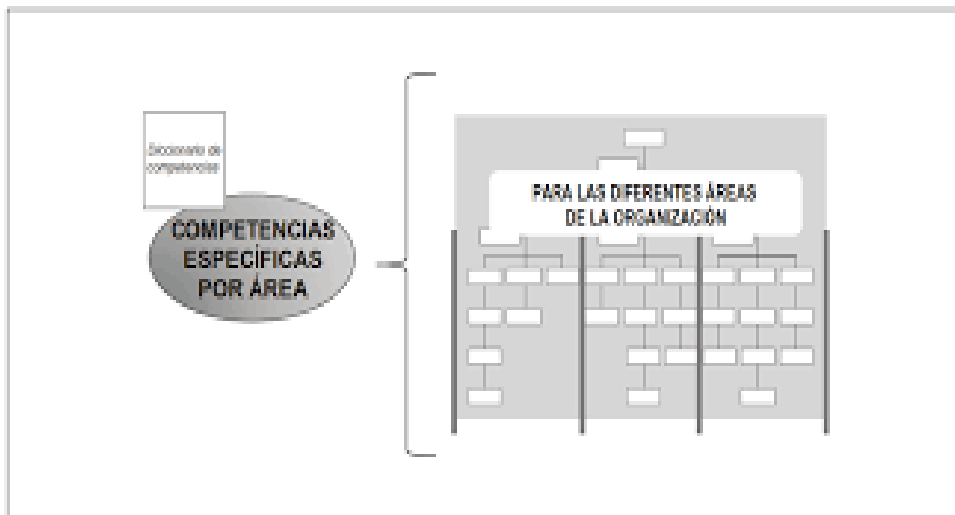 Diccionario de
competencias
COMPETENCIAS
ESPECÍFICAS
POR ÁREA
PARA LAS DIFERENTES ÁREAS
DE LA ORGANIZACIÓN